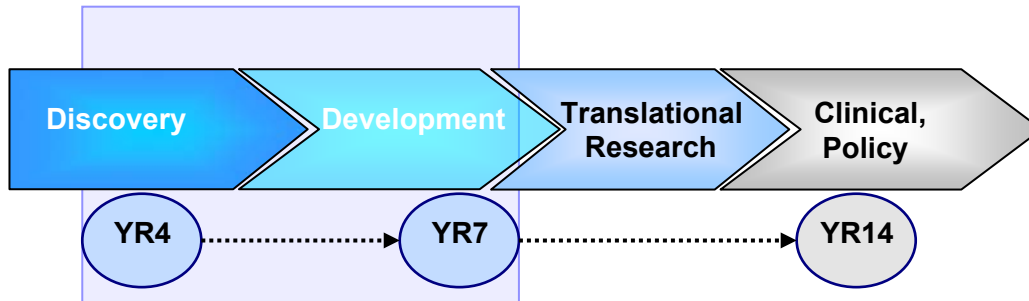 Discovery
Development
Translational
Research
Clinical,
Policy
YR4
YR7
YR14